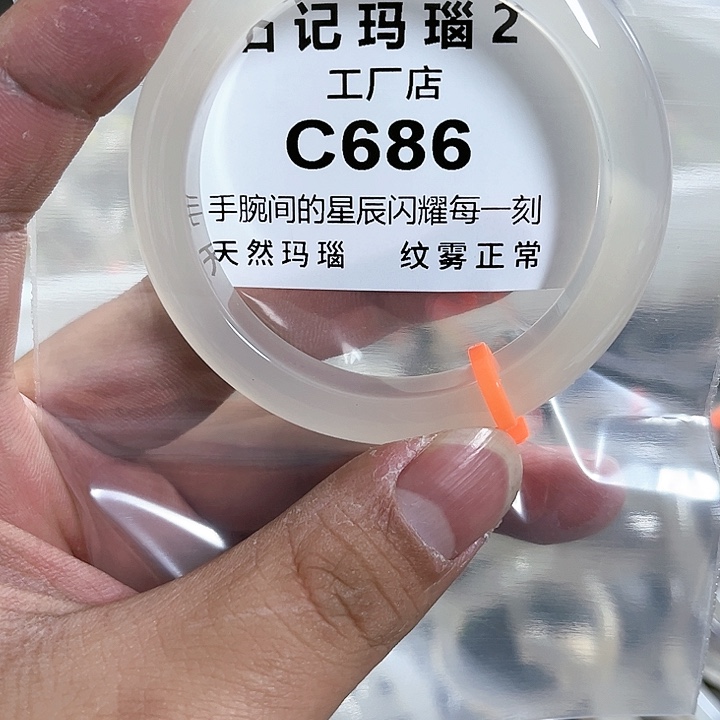 记玛瑙2
工厂店
C686
手腕间的星辰闪耀每一刻
天然玛瑙 纹雾正常